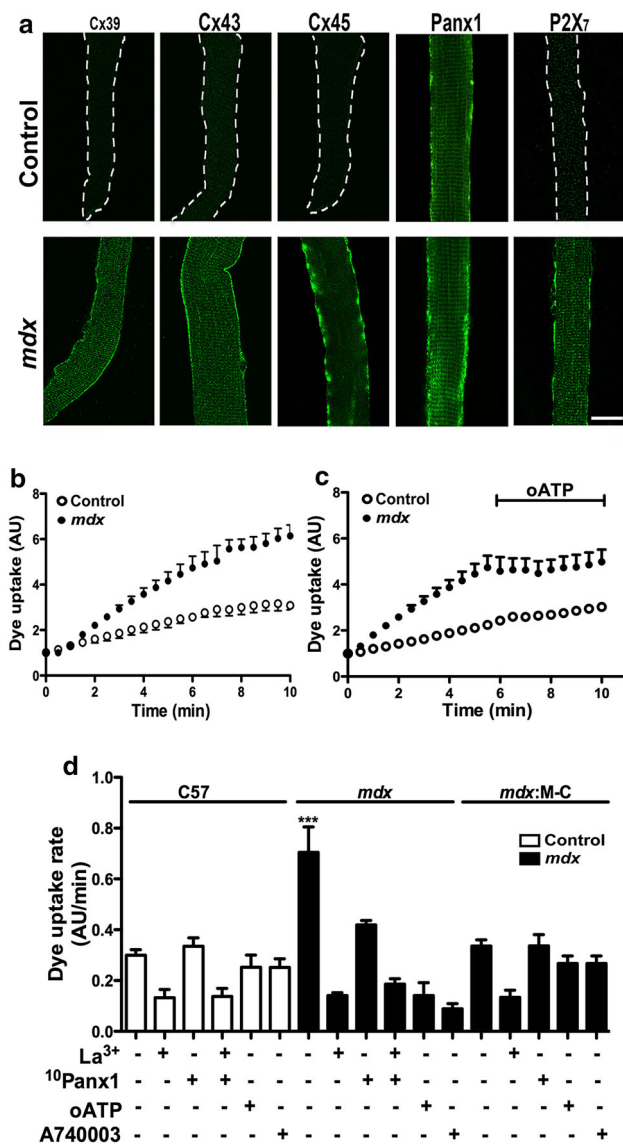 a
Cx39 Cx43 Cx45 Panx1 P2X7
Control
mdx
b
Control
mdx
Dye uptake (AU)
8
6
4
2
0
0 2 4 6 8 10
Time (min)
c
oATP
Control
mdx
Dye uptake (AU)
8
6
4
2
0
0 2 4 6 8 10
Time (min)
d
C57 mdx mdx:M-C
***
Control
mdx
Dye uptake rate
(AU/min)
1.0
0.8
0.6
0.4
0.2
0.0
La3+ - + - + - - - + - + - - - + - - -
10Panx1 - - + + - - - - + + - - - - + - -
oATP - - - - + - - - - - + - - - - + -
A740003 - - - - - + - - - - - + - - - - +